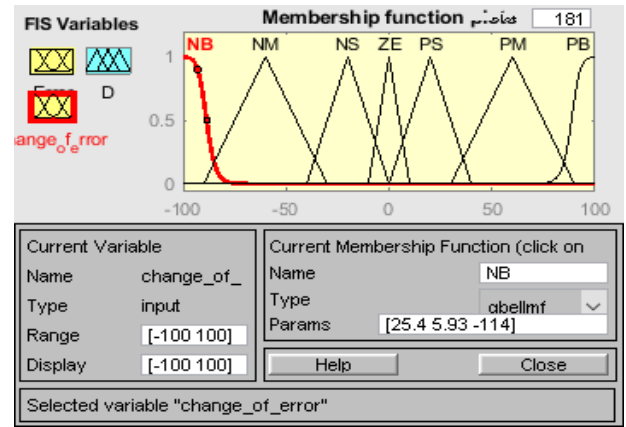 FIS Variables
Membership function
181
NB NM NS ZE PS PM PB
1
0.5
0
-100 -50 0 50 100
D
ange_of_error
Current Variable
Name change_of_
Type input
Range [-100 100]
Display [-100 100]
Current Membership Function (click on
Name NB
Type gbellmf
Params [25.4 5.93 -114]
Help Close
Selected variable "change_of_error"